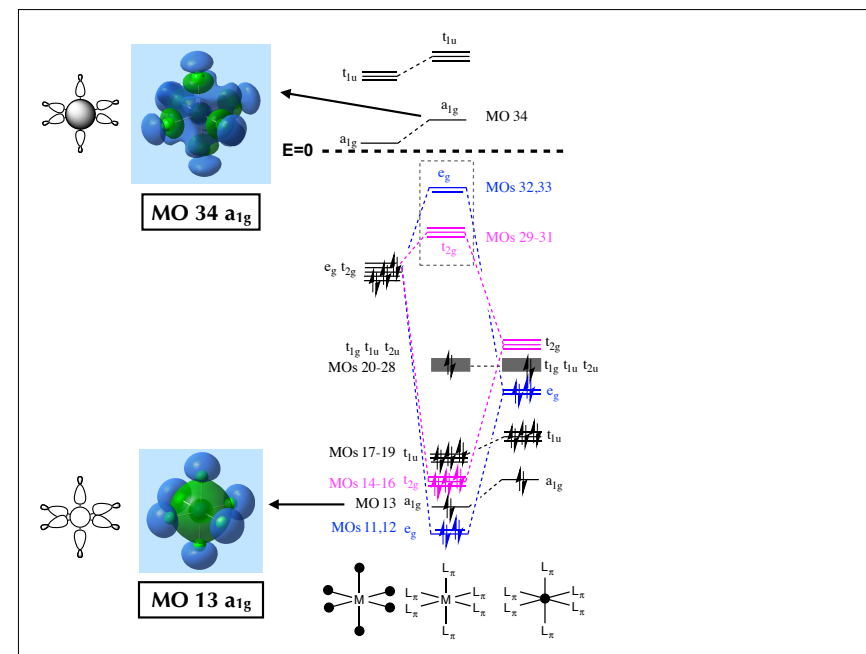 t1u
t1u
a1g
MO 34
a1g
E=0
MO 34 a1g
eg
MOs 32,33
MOs 29-31
t2g
eg t2g
t2g
t1g t1u t2u
MOs 20-28
t1g t1u t2u
eg
t1u
MOs 17-19 t1u
MOs 14-16 t2g
a1g
MO 13 a1g
MOs 11,12 eg
MO 13 a1g
M
Lπ
Lπ Lπ
M
Lπ Lπ
Lπ
Lπ
Lπ Lπ
Lπ Lπ
Lπ